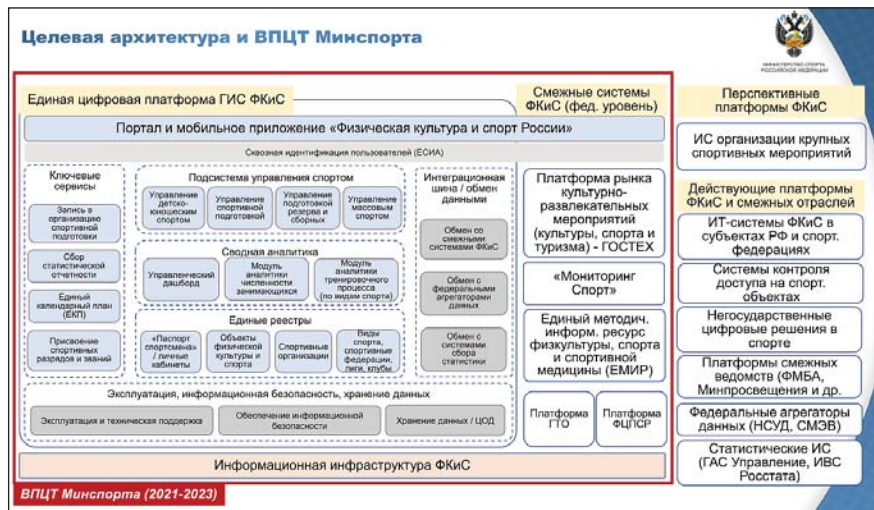 Целевая архитектура и ВПЦТ Минспорта
МИНИСТЕРСТВО СПОРТА
РОССИЙСКОЙ ФЕДЕРАЦИИ
Единая цифровая платформа ГИС ФКиС
Смежные системы
ФКиС (фед. уровень)
Портал и мобильное приложение «Физическая культура и спорт России»
Сквозная идентификация пользователей (ЕСИА)
Ключевые
сервисы
Запись в
организацию
спортивной
подготовки
Сбор
статистической
отчетности
Единый
календарный план
(ЕКП)
Присвоение
спортивных
разрядов и званий
Подсистема управления спортом
Управление
детско-
юношеским
спортом
Управление
спортивной
подготовкой
Управление
подготовкой
резерва и
сборных
Управление
массовым
спортом
Сводная аналитика
Управленческий
дашборд
Модуль
аналитики
численности
занимающихся
Модуль
аналитики
тренировочного
процесса
(по видам спорта)
Единые реестры
«Паспорт
спортсмена»
/ личные
кабинеты
Объекты
физической
культуры и
спорта
Спортивные
организации
Виды
спорта,
спортивные
федерации,
лиги, клубы
Интеграционная
шина / обмен
данными
Обмен со
смежными
системами ФКиС
Обмен с
федеральными
агрегаторами
данных
Обмен с
системами
сбора
статистики
Эксплуатация, информационная безопасность, хранение данных
Эксплуатация и техническая поддержка
Обеспечение информационной
безопасности
Хранение данных / ЦОД
Платформа рынка
культурно-
развлекательных
мероприятий
(культуры, спорта и
туризма) - ГОСТЕХ
«Мониторинг
Спорт»
Единый методич.
информ. ресурс
физкультуры, спорта
и спортивной
медицины (ЕМИР)
Платформа
ГТО
Платформа
ФЦПСР
Информационная инфраструктура ФКиС
ВПЦТ Минспорта (2021-2023)
Перспективные
платформы ФКиС
ИС организации крупных
спортивных мероприятий
Действующие платформы
ФКиС и смежных отраслей
ИТ-системы ФКиС в
субъектах РФ и спорт.
федерациях
Системы контроля
доступа на спорт.
объектах
Негосударственные
цифровые решения в
спорте
Платформы смежных
ведомств (ФМБА,
Минпросвещения и др.
Федеральные агрегаторы
данных (НСУД, СМЭВ)
Статистические ИС
(ГАС Управление, ИВС
Росстата)